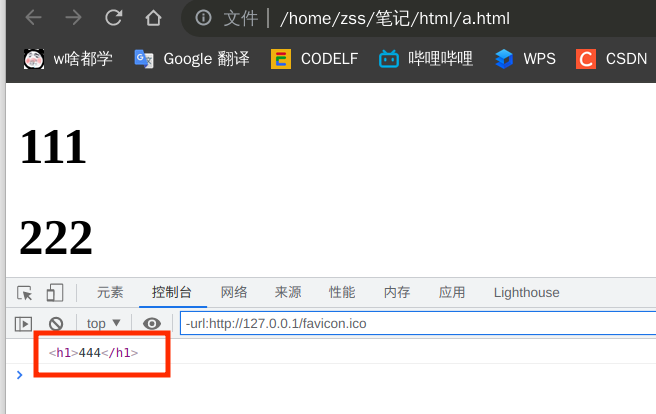 文件 | /home/zss/笔记/html/a.html
w啥都学 Google 翻译 CODELF 哔哩哔哩 WPS CSDN
111
222
元素 控制台 网络 来源 性能 内存 应用 Lighthouse
top ▼ -url:http://127.0.0.1/favicon.ico
<h1>444</h1>